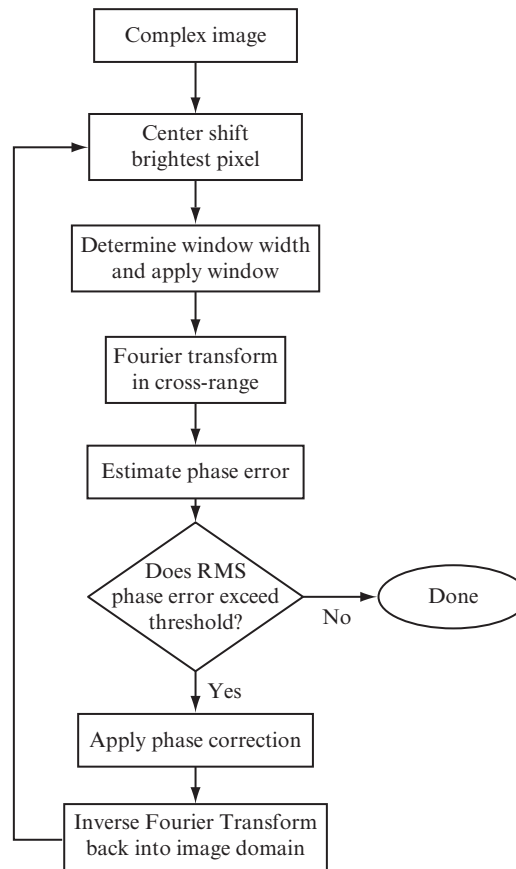 Complex image
Center shift
brightest pixel
Determine window width
and apply window
Fourier transform
in cross-range
Estimate phase error
Does RMS
phase error exceed
threshold?
No
Done
Yes
Apply phase correction
Inverse Fourier Transform
back into image domain